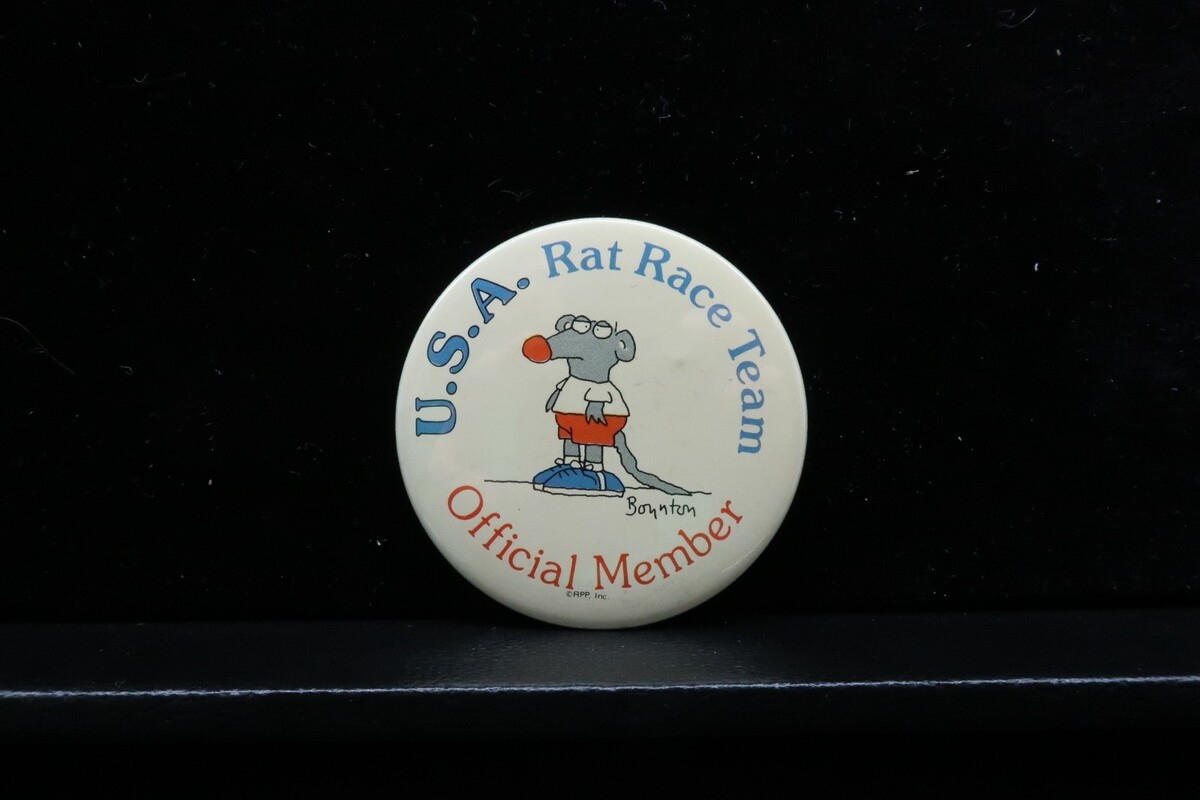 U.S.A. Rat Race Team
Boynton
Official Member
©RPP, Inc.